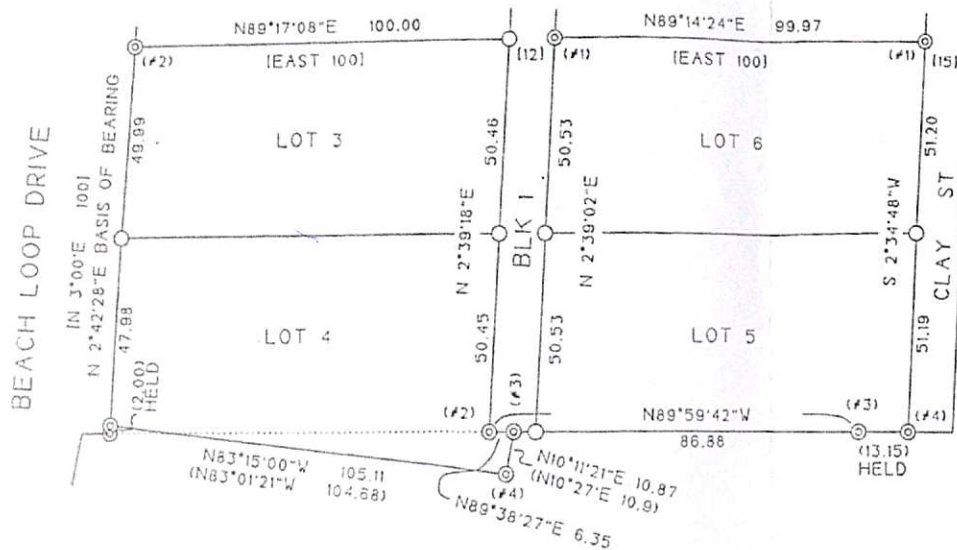 N89°17'08"E 100.00
[EAST 100]
(#2)
[12]
N89°14'24"E 99.97
[EAST 100]
(#1)
(#1)
[15]
BEACH LOOP DRIVE
IN 3°00'E 100]
N 2°42'28"E BASIS OF BEARING
49.99
47.98
LOT 3
LOT 4
50.46
N 2°39'18"E
50.45
BLK 1
50.53
N 2°39'02"E
50.53
LOT 6
LOT 5
51.20
S 2°34'48"W
51.19
CLAY ST
(2.00)
HELD
(#2)
(#3)
N89°59'42"W
86.88
(#3)
(#4)
(13.15)
HELD
N83°15'00"W 105.11
(N83°01'21"W 104.68)
(#4)
N10°11'21"E 10.87
(N10°27'E 10.9)
N89°38'27"E 6.35